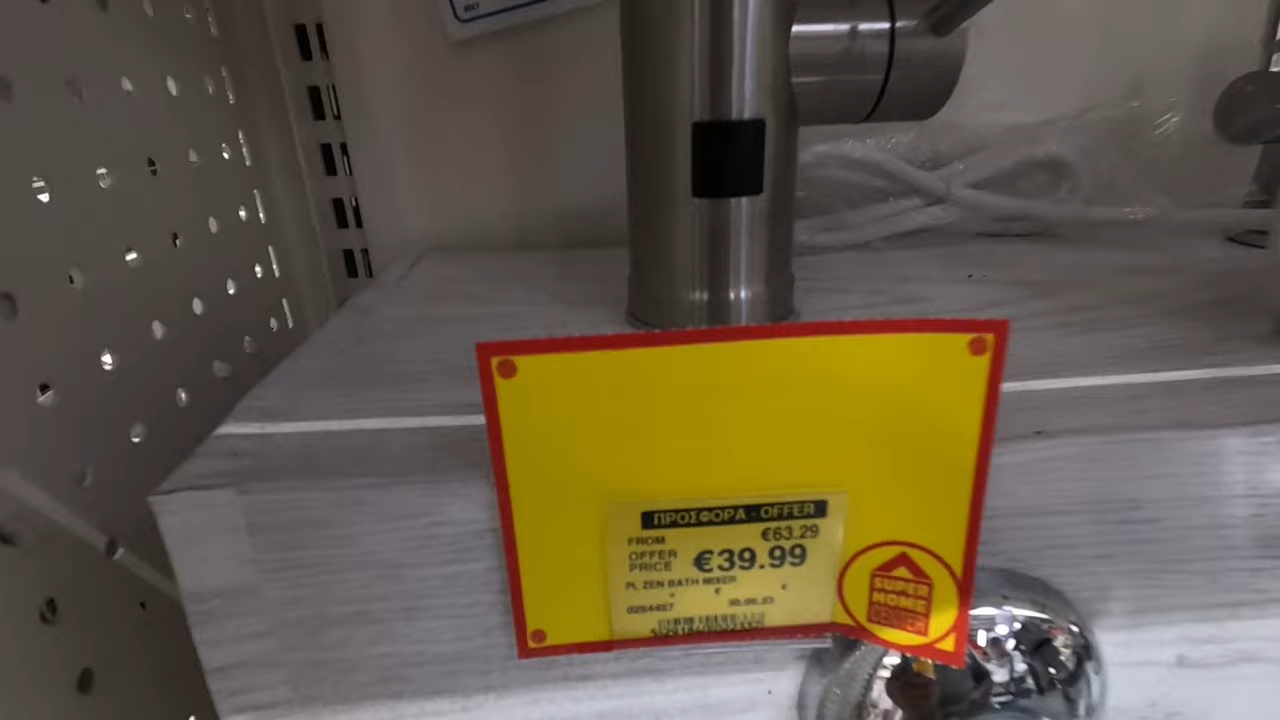 ΠΡΟΣΦΟΡΑ - OFFER
FROM €63.29
OFFER PRICE €39.99
PL ZEN BATH MIXER
€ € €
0284457 30.05.23
SUPER
HOME
CENTER